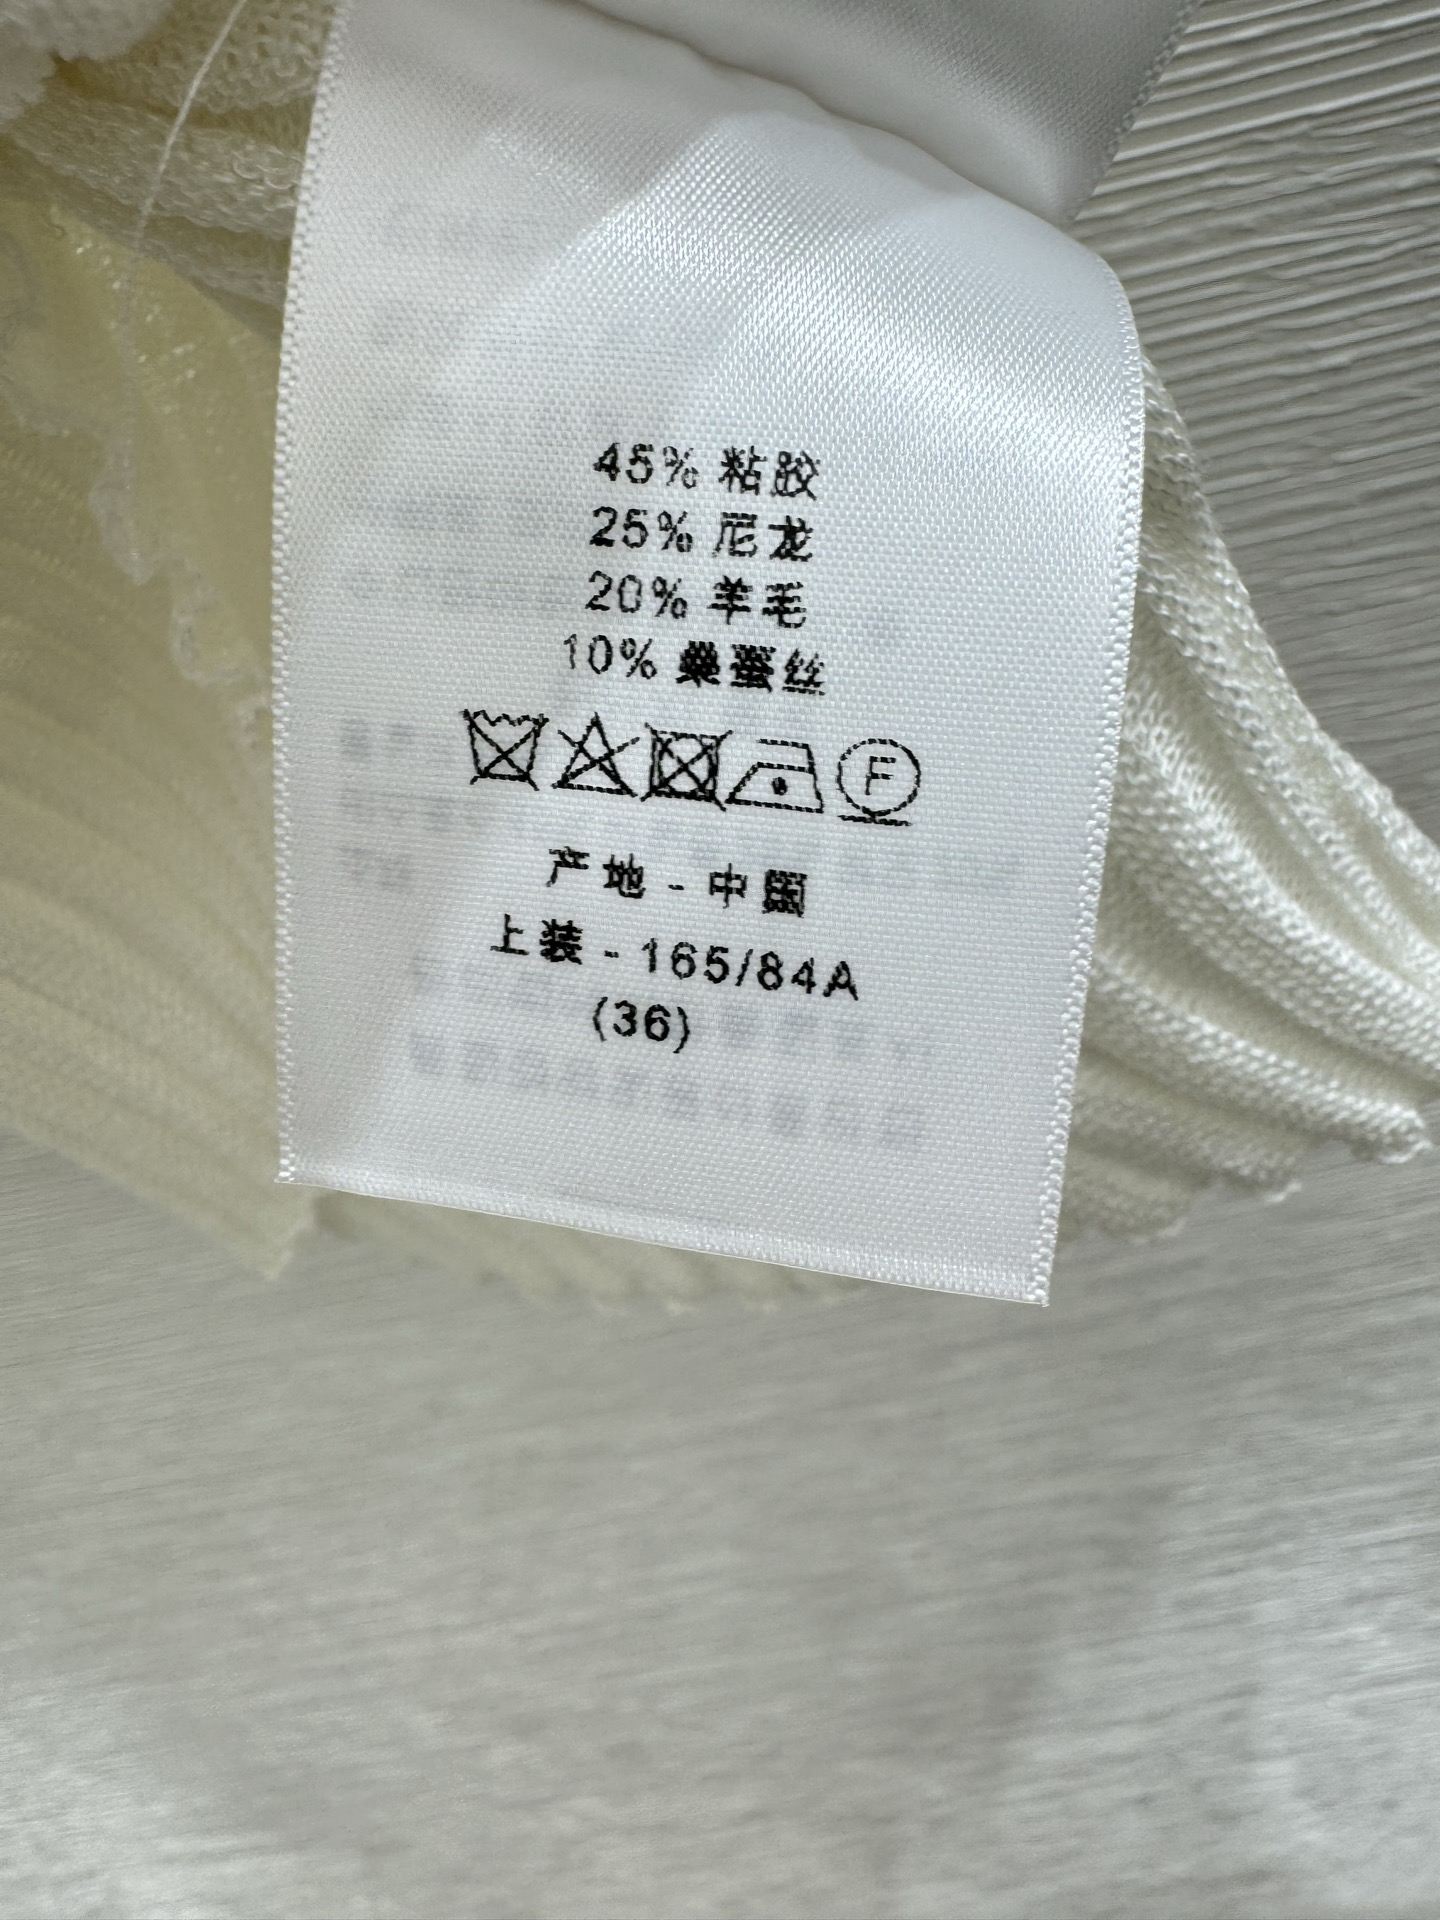 45% 粘胶
25% 尼龙
20% 羊毛
10% 桑蚕丝
F
产地 - 中国
上装 - 165/84A
(36)